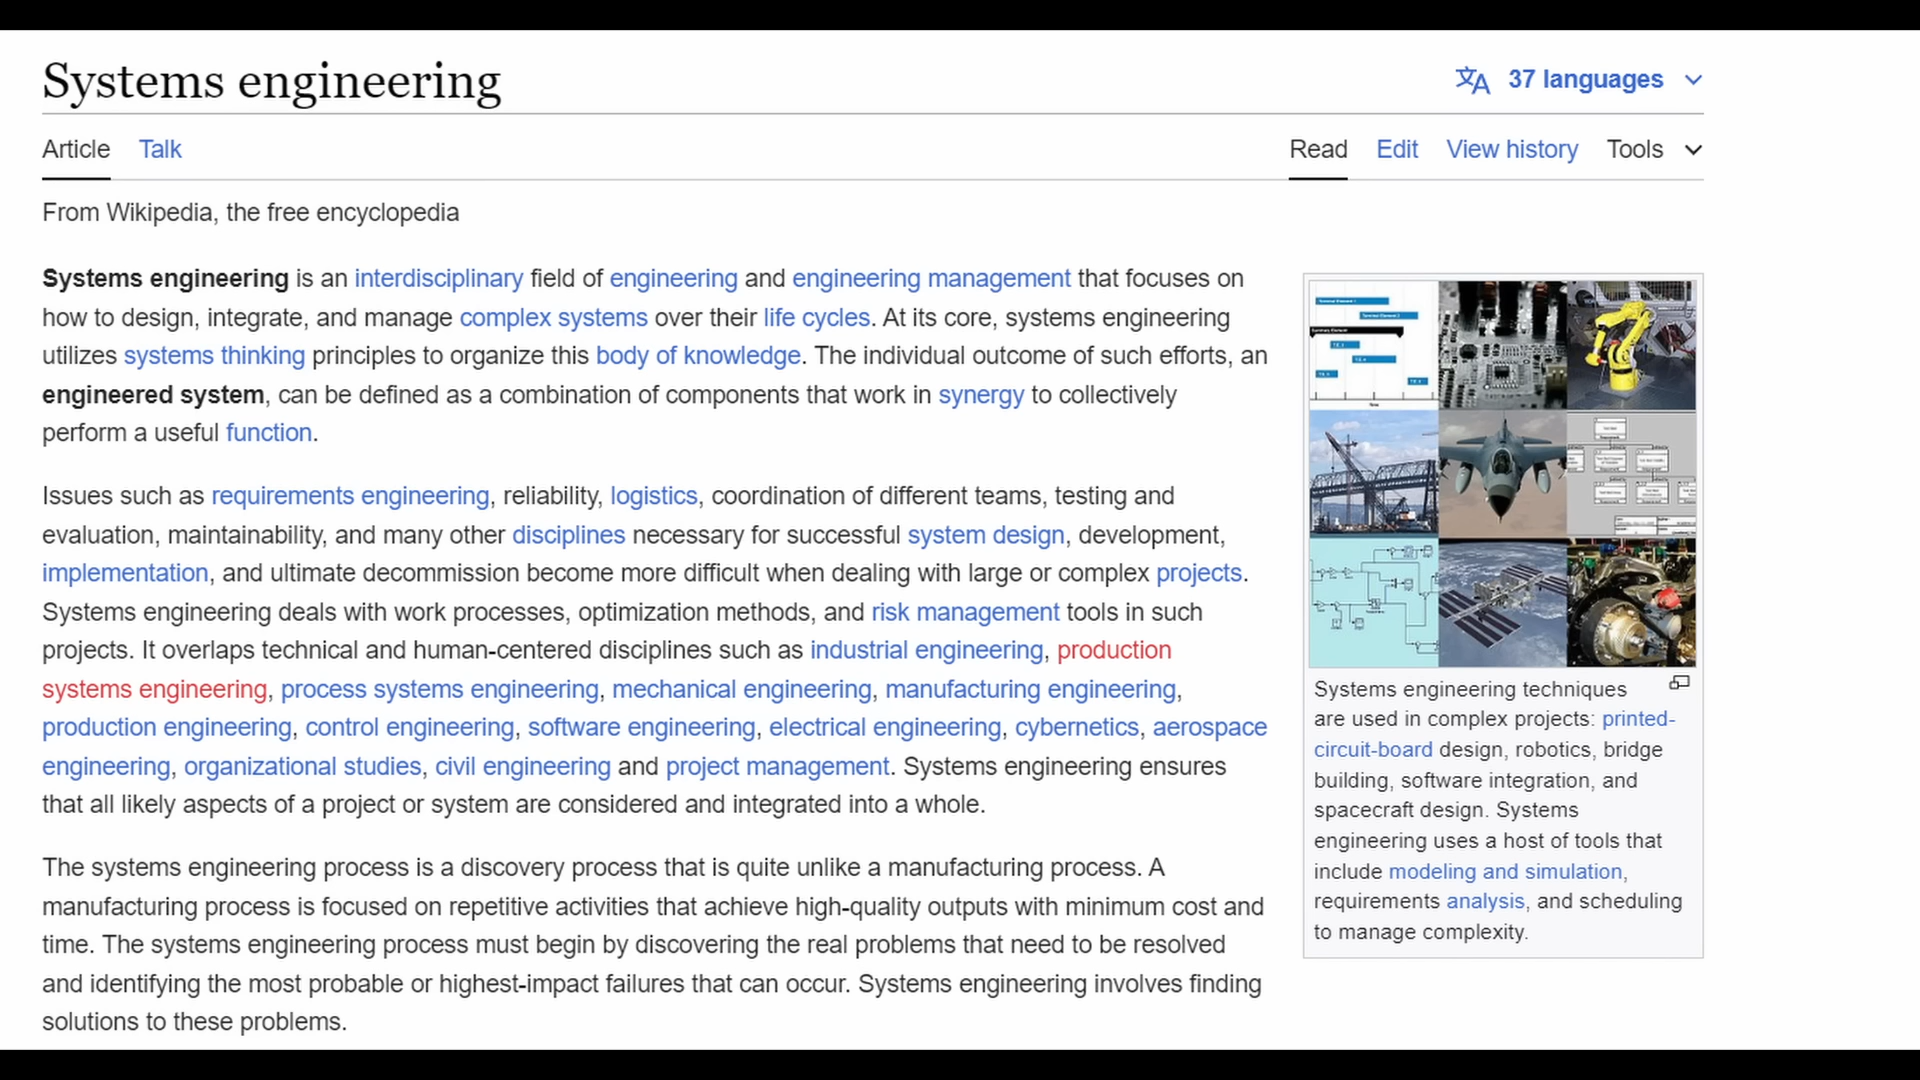 Systems engineering
37 languages
Article Talk
Read Edit View history Tools
From Wikipedia, the free encyclopedia
Systems engineering is an interdisciplinary field of engineering and engineering management that focuses on
how to design, integrate, and manage complex systems over their life cycles. At its core, systems engineering
utilizes systems thinking principles to organize this body of knowledge. The individual outcome of such efforts, an
engineered system, can be defined as a combination of components that work in synergy to collectively
perform a useful function.
Issues such as requirements engineering, reliability, logistics, coordination of different teams, testing and
evaluation, maintainability, and many other disciplines necessary for successful system design, development,
implementation, and ultimate decommission become more difficult when dealing with large or complex projects.
Systems engineering deals with work processes, optimization methods, and risk management tools in such
projects. It overlaps technical and human-centered disciplines such as industrial engineering, production
systems engineering, process systems engineering, mechanical engineering, manufacturing engineering,
production engineering, control engineering, software engineering, electrical engineering, cybernetics, aerospace
engineering, organizational studies, civil engineering and project management. Systems engineering ensures
that all likely aspects of a project or system are considered and integrated into a whole.
The systems engineering process is a discovery process that is quite unlike a manufacturing process. A
manufacturing process is focused on repetitive activities that achieve high-quality outputs with minimum cost and
time. The systems engineering process must begin by discovering the real problems that need to be resolved
and identifying the most probable or highest-impact failures that can occur. Systems engineering involves finding
solutions to these problems.
Systems engineering techniques
are used in complex projects: printed-
circuit-board design, robotics, bridge
building, software integration, and
spacecraft design. Systems
engineering uses a host of tools that
include modeling and simulation,
requirements analysis, and scheduling
to manage complexity.